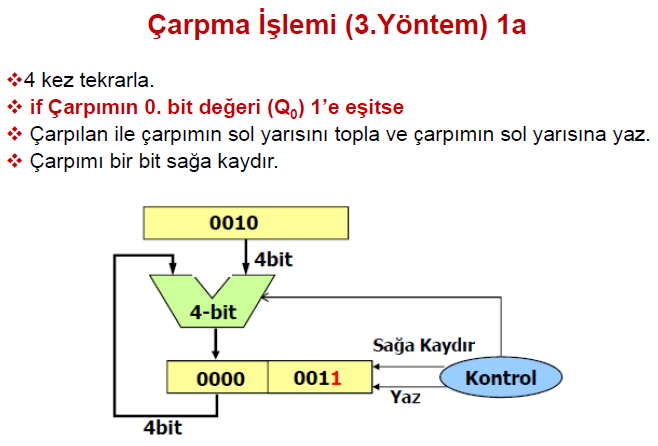 Çarpma İşlemi (3.Yöntem) 1a
❖4 kez tekrarla.
❖ if Çarpımın 0. bit değeri (Q₀) 1’e eşitse
❖ Çarpılan ile çarpımın sol yarısını topla ve çarpımın sol yarısına yaz.
❖ Çarpımı bir bit sağa kaydır.
0010
4bit
4-bit
Sağa Kaydır
0000 0011
Kontrol
Yaz
4bit